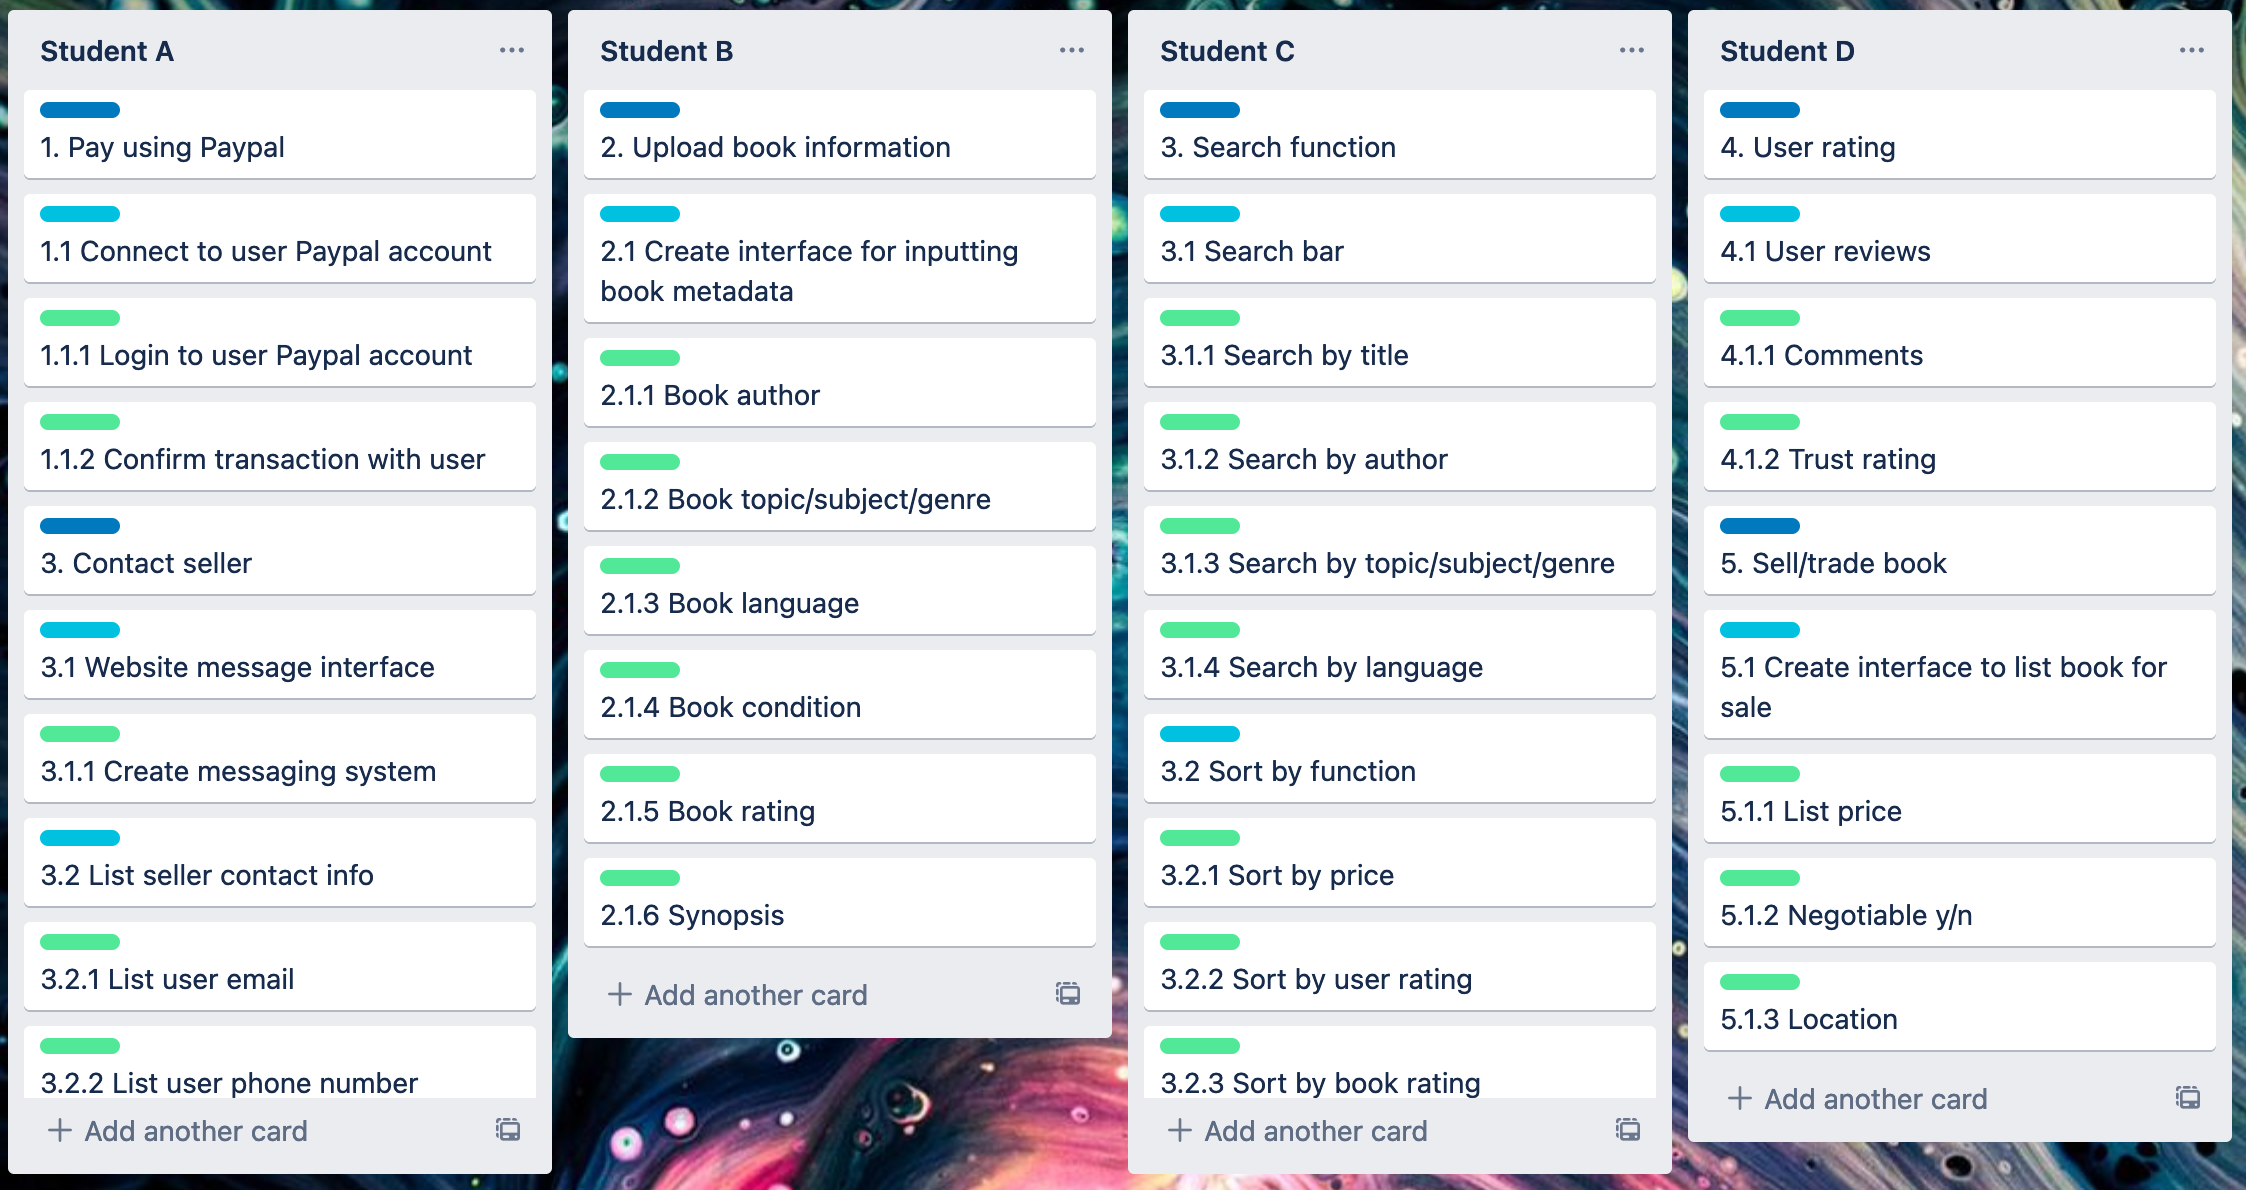 Student A
1. Pay using Paypal
1.1 Connect to user Paypal account
1.1.1 Login to user Paypal account
1.1.2 Confirm transaction with user
3. Contact seller
3.1 Website message interface
3.1.1 Create messaging system
3.2 List seller contact info
3.2.1 List user email
3.2.2 List user phone number
Add another card
Student B
2. Upload book information
2.1 Create interface for inputting
book metadata
2.1.1 Book author
2.1.2 Book topic/subject/genre
2.1.3 Book language
2.1.4 Book condition
2.1.5 Book rating
2.1.6 Synopsis
Add another card
Student C
3. Search function
3.1 Search bar
3.1.1 Search by title
3.1.2 Search by author
3.1.3 Search by topic/subject/genre
3.1.4 Search by language
3.2 Sort by function
3.2.1 Sort by price
3.2.2 Sort by user rating
3.2.3 Sort by book rating
Add another card
Student D
4. User rating
4.1 User reviews
4.1.1 Comments
4.1.2 Trust rating
5. Sell/trade book
5.1 Create interface to list book for
sale
5.1.1 List price
5.1.2 Negotiable y/n
5.1.3 Location
Add another card